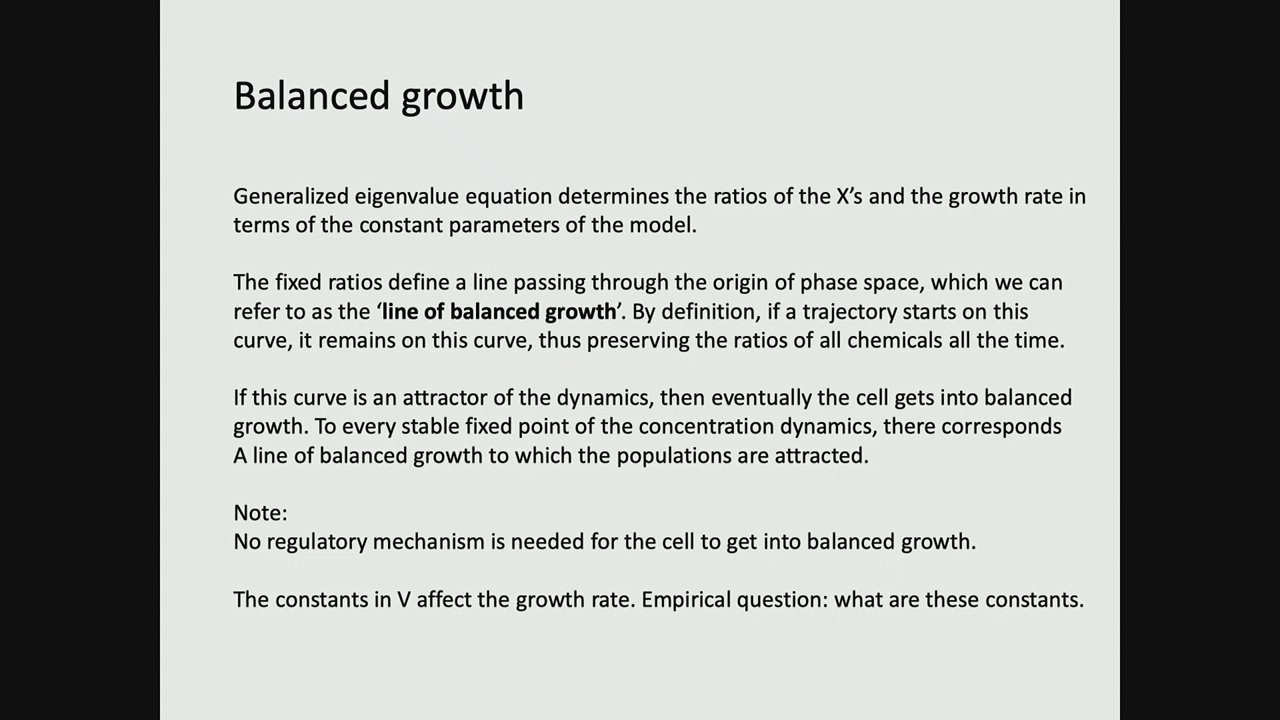 Balanced growth
Generalized eigenvalue equation determines the ratios of the X’s and the growth rate in
terms of the constant parameters of the model.
The fixed ratios define a line passing through the origin of phase space, which we can
refer to as the ‘line of balanced growth’. By definition, if a trajectory starts on this
curve, it remains on this curve, thus preserving the ratios of all chemicals all the time.
If this curve is an attractor of the dynamics, then eventually the cell gets into balanced
growth. To every stable fixed point of the concentration dynamics, there corresponds
A line of balanced growth to which the populations are attracted.
Note:
No regulatory mechanism is needed for the cell to get into balanced growth.
The constants in V affect the growth rate. Empirical question: what are these constants.